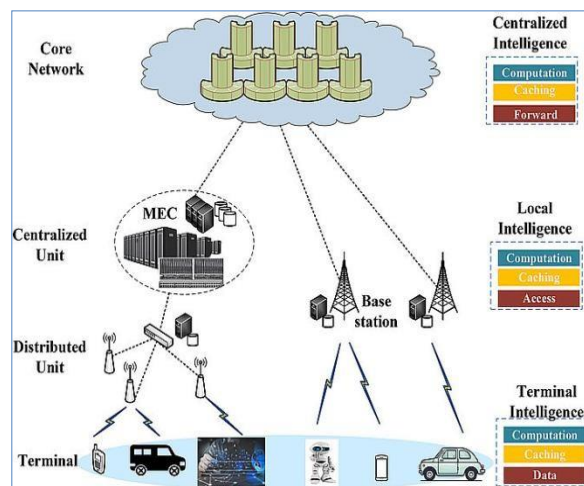 Core
Network
Centralized
Intelligence
Computation
Caching
Forward
MEC
Centralized
Unit
Local
Intelligence
Computation
Caching
Access
Base
station
Distributed
Unit
Terminal
Intelligence
Computation
Caching
Data
Terminal